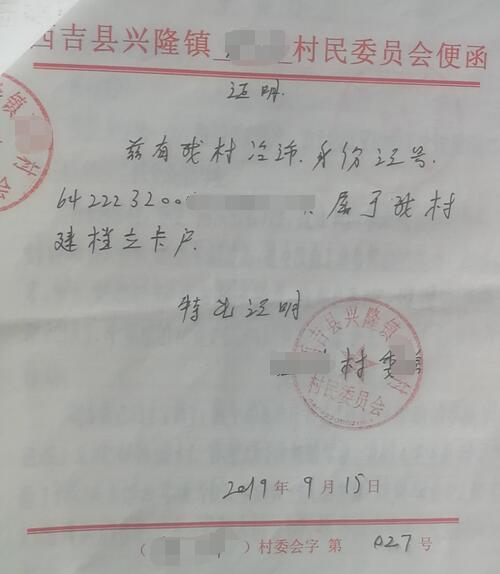 西吉县兴隆镇 村民委员会便函
证明
兹有我村冶沛,身份证号,
642223200 、属于我村
建档立卡户
特此证明
西吉县兴隆镇
村委会
村民委员会
2019年9月15日
( )村委会字 第 027 号